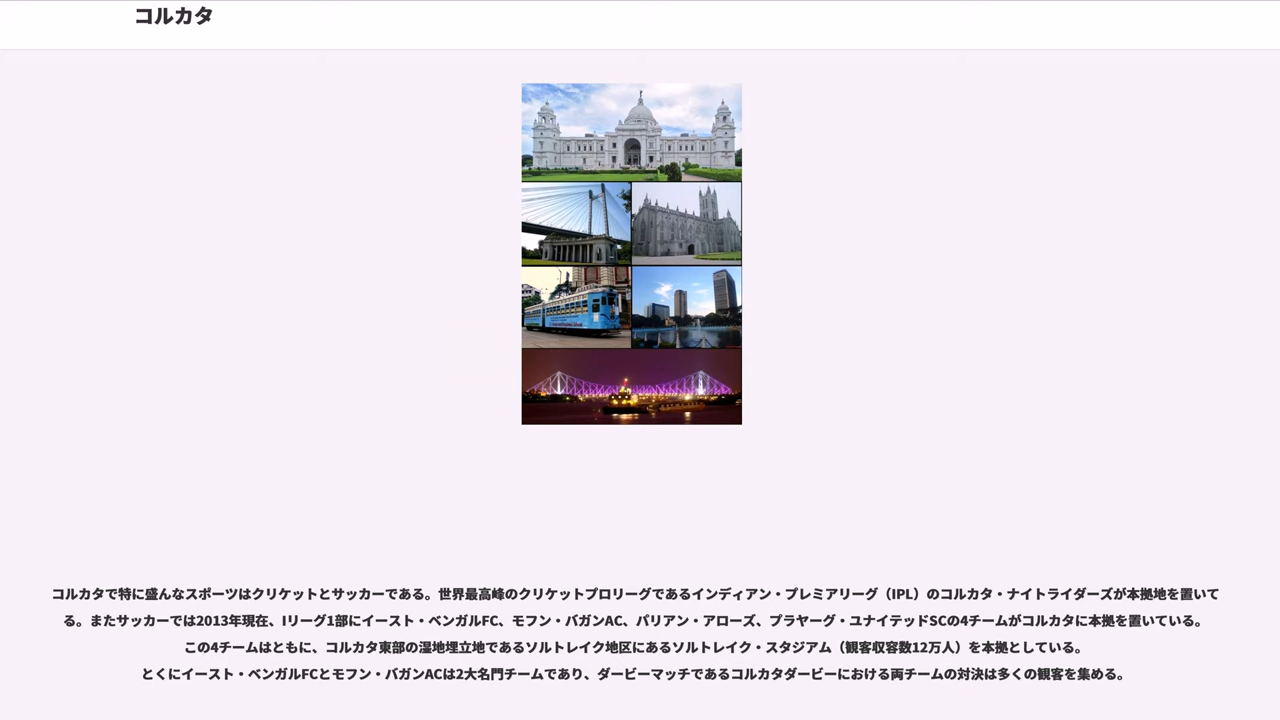 コルカタ
コルカタで特に盛んなスポーツはクリケットとサッカーである。世界最高峰のクリケットプロリーグであるインディアン・プレミアリーグ（IPL）のコルカタ・ナイトライダーズが本拠地を置いて
る。またサッカーでは2013年現在、Iリーグ1部にイースト・ベンガルFC、モフン・バガンAC、パリアン・アローズ、プラヤーグ・ユナイテッドSCの4チームがコルカタに本拠を置いている。
この4チームはともに、コルカタ東部の湿地埋立地であるソルトレイク地区にあるソルトレイク・スタジアム（観客収容数12万人）を本拠としている。
とくにイースト・ベンガルFCとモフン・バガンACは2大名門チームであり、ダービーマッチであるコルカタダービーにおける両チームの対決は多くの観客を集める。